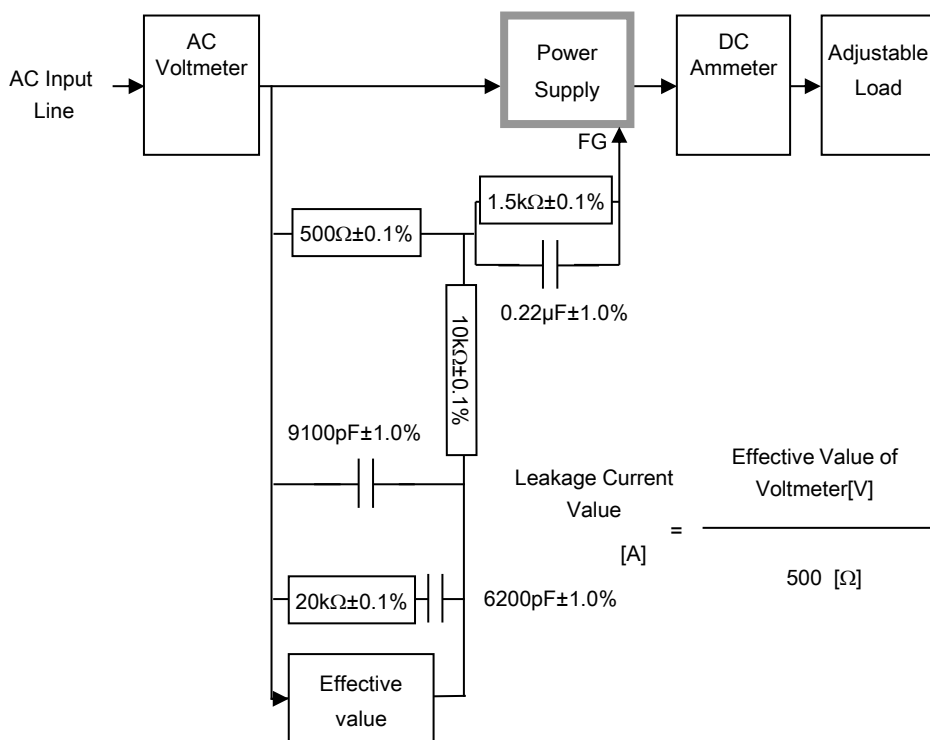 AC Input
Line
AC
Voltmeter
Power
Supply
DC
Ammeter
Adjustable
Load
FG
1.5kΩ±0.1%
500Ω±0.1%
0.22µF±1.0%
10kΩ±0.1%
9100pF±1.0%
Leakage Current
Value
[A]
=
Effective Value of
Voltmeter[V]
500 [Ω]
20kΩ±0.1%
6200pF±1.0%
Effective
value